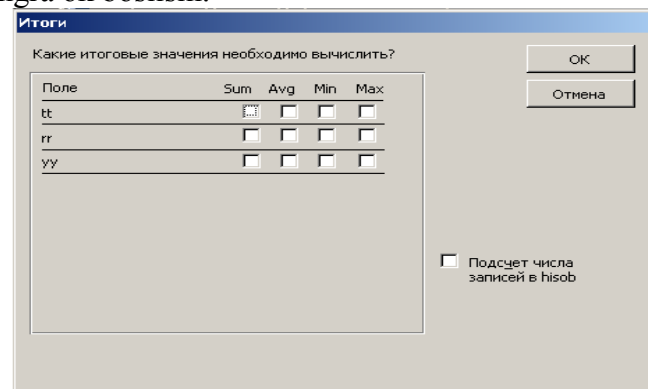 Итоги
Какие итоговые значения необходимо вычислить?
OK
Отмена
Поле Sum Avg Min Max
tt
rr
yy
Подсчет числа
записей в hisob